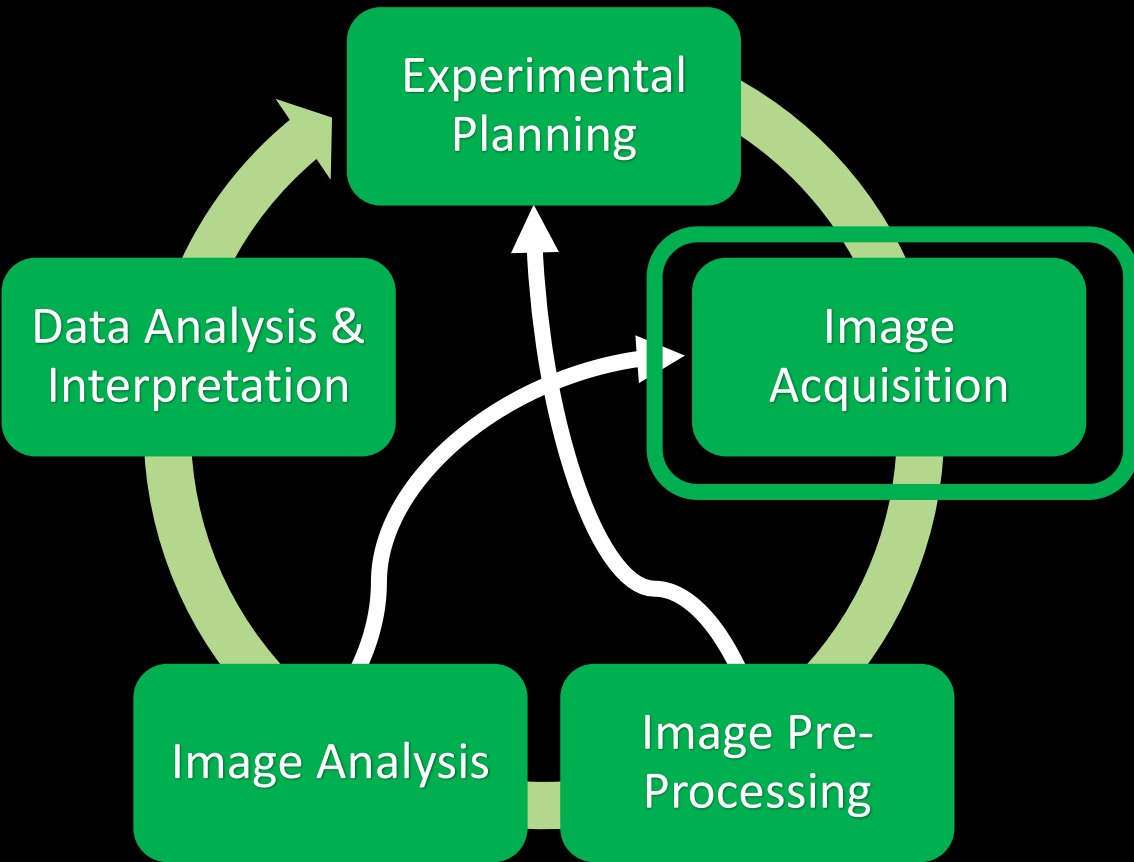 Experimental
Planning
Data Analysis &
Interpretation
Image
Acquisition
Image Analysis
Image Pre-
Processing